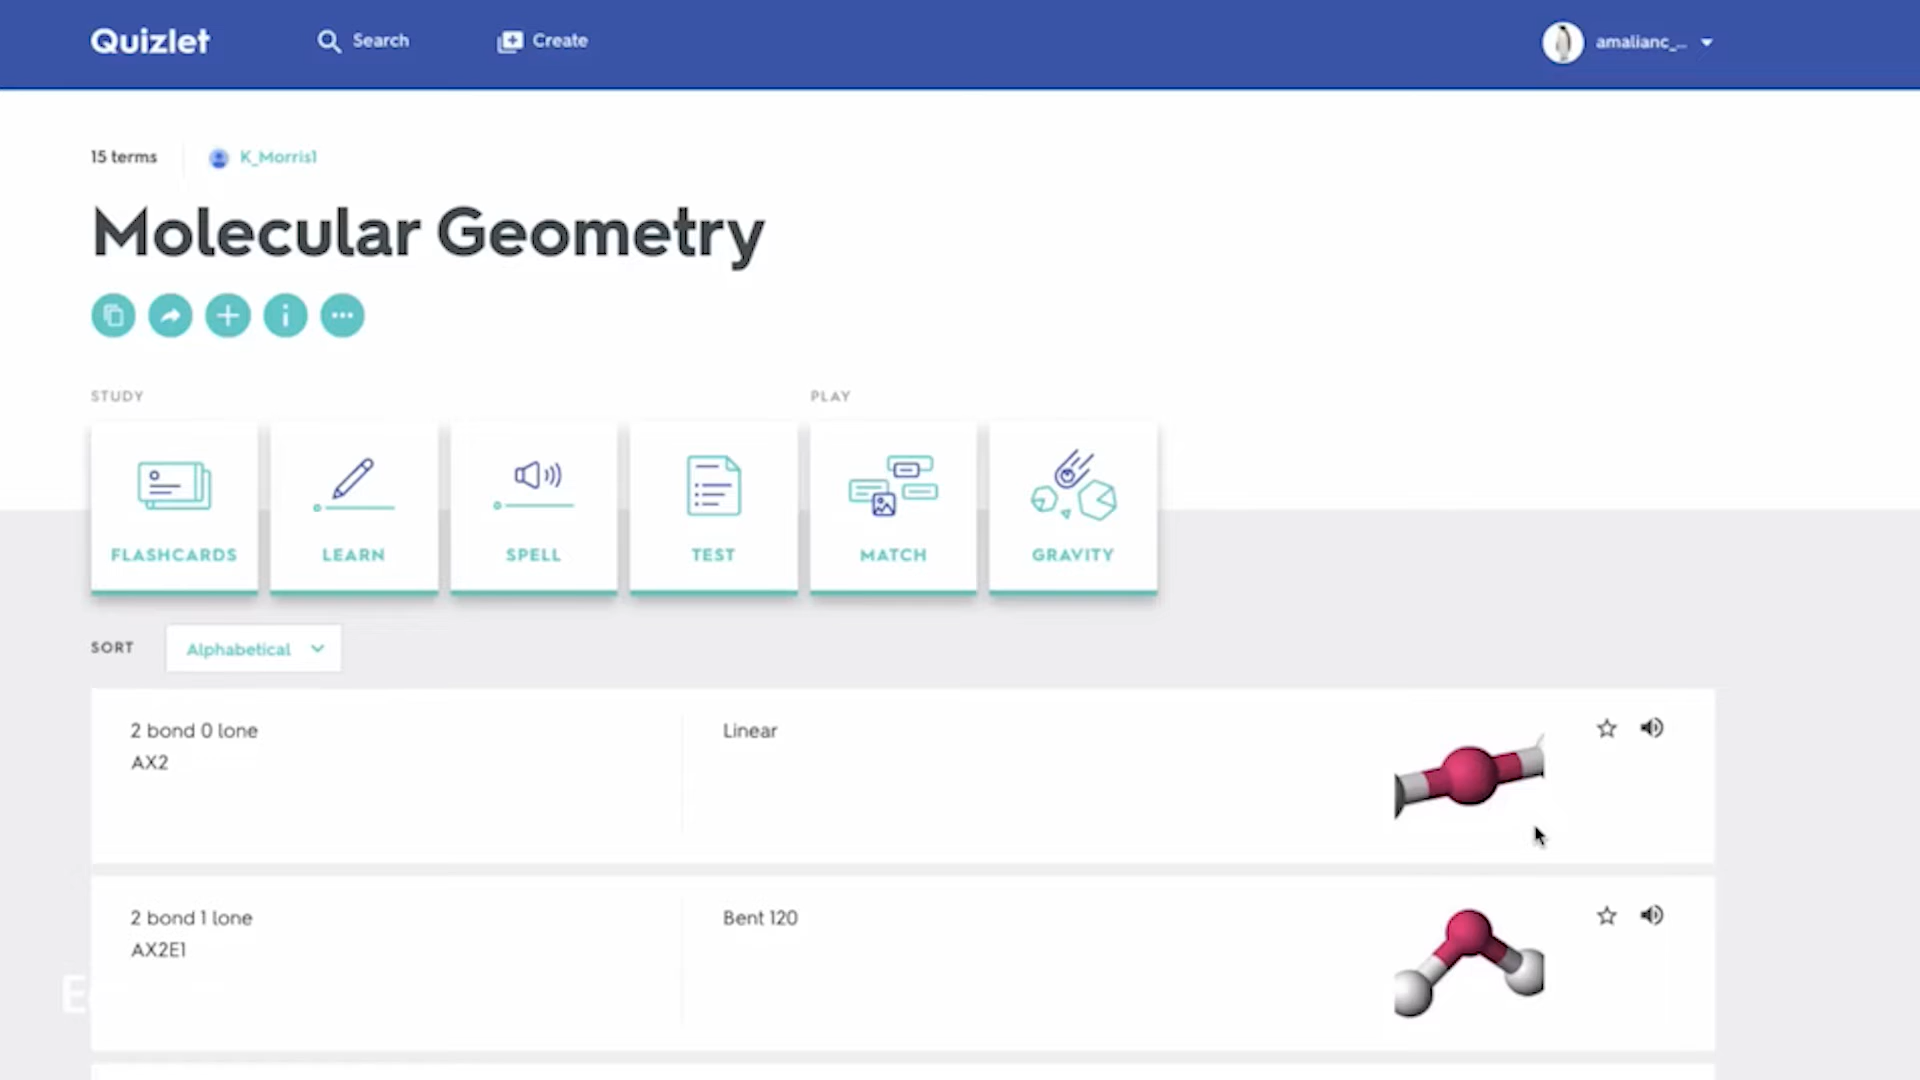 Quizlet
Search
Create
amalianc_...
15 terms
K_Morris1
Molecular Geometry
STUDY
PLAY
FLASHCARDS
LEARN
SPELL
TEST
MATCH
GRAVITY
SORT
Alphabetical
2 bond 0 lone
AX2
Linear
2 bond 1 lone
AX2E1
Bent 120